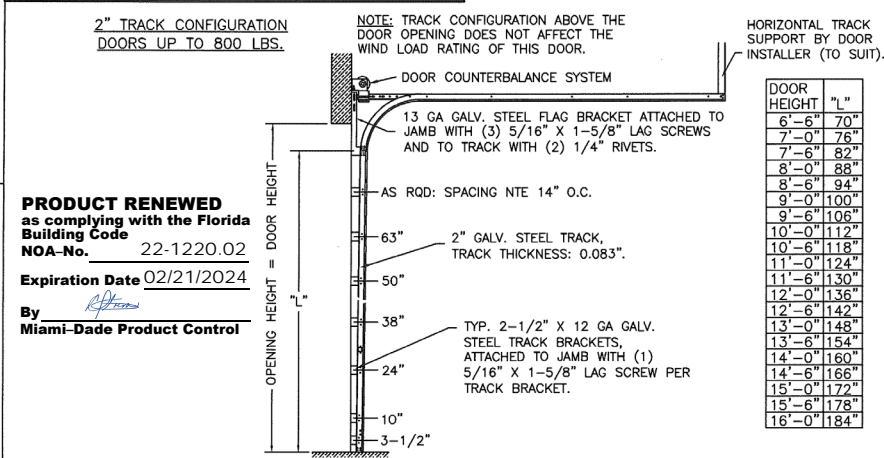 2" TRACK CONFIGURATION
DOORS UP TO 800 LBS.
NOTE: TRACK CONFIGURATION ABOVE THE
DOOR OPENING DOES NOT AFFECT THE
WIND LOAD RATING OF THIS DOOR.
HORIZONTAL TRACK
SUPPORT BY DOOR
INSTALLER (TO SUIT).
DOOR COUNTERBALANCE SYSTEM
13 GA GALV. STEEL FLAG BRACKET ATTACHED TO
JAMB WITH (3) 5/16" X 1-5/8" LAG SCREWS
AND TO TRACK WITH (2) 1/4" RIVETS.
AS RQD: SPACING NTE 14" O.C.
63"
2" GALV. STEEL TRACK,
TRACK THICKNESS: 0.083".
50"
38"
TYP. 2-1/2" X 12 GA GALV.
STEEL TRACK BRACKETS,
ATTACHED TO JAMB WITH (1)
5/16" X 1-5/8" LAG SCREW PER
TRACK BRACKET.
24"
10"
3-1/2"
OPENING HEIGHT = DOOR HEIGHT
"L"
PRODUCT RENEWED
as complying with the Florida
Building Code
NOA-No. 22-1220.02
Expiration Date 02/21/2024
By
Miami-Dade Product Control
DOOR
HEIGHT "L"
6'-6" 70"
7'-0" 76"
7'-6" 82"
8'-0" 88"
8'-6" 94"
9'-0" 100"
9'-6" 106"
10'-0" 112"
10'-6" 118"
11'-0" 124"
11'-6" 130"
12'-0" 136"
12'-6" 142"
13'-0" 148"
13'-6" 154"
14'-0" 160"
14'-6" 166"
15'-0" 172"
15'-6" 178"
16'-0" 184"